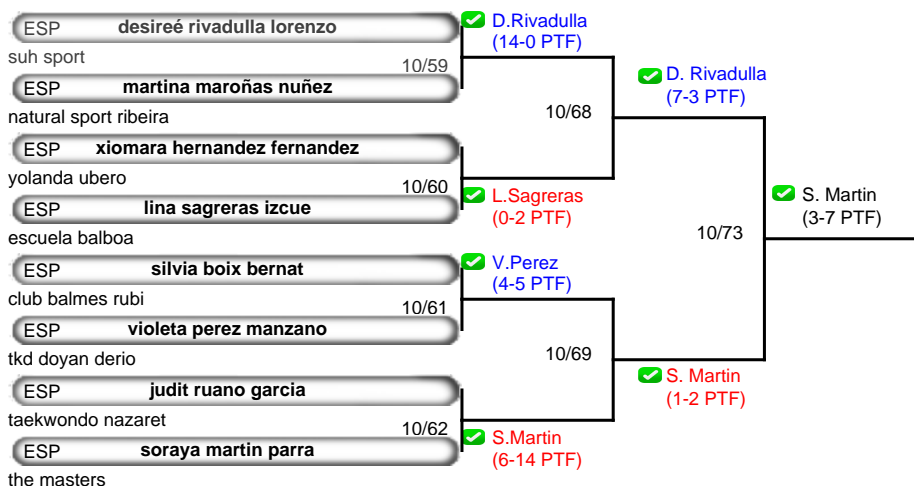 ESP desireé rivadulla lorenzo
D.Rivadulla
(14-0 PTF)
suh sport
10/59
D. Rivadulla
(7-3 PTF)
ESP martina maroñas nuñez
natural sport ribeira
10/68
ESP xiomara hernandez fernandez
yolanda ubero
10/60
L.Sagreras
(0-2 PTF)
ESP lina sagreras izcue
S. Martin
(3-7 PTF)
escuela balboa
10/73
ESP silvia boix bernat
V.Perez
(4-5 PTF)
club balmes rubi
10/61
ESP violeta perez manzano
tkd doyan derio
10/69
ESP judit ruano garcia
S. Martin
(1-2 PTF)
taekwondo nazaret
10/62
S.Martin
(6-14 PTF)
ESP soraya martin parra
the masters